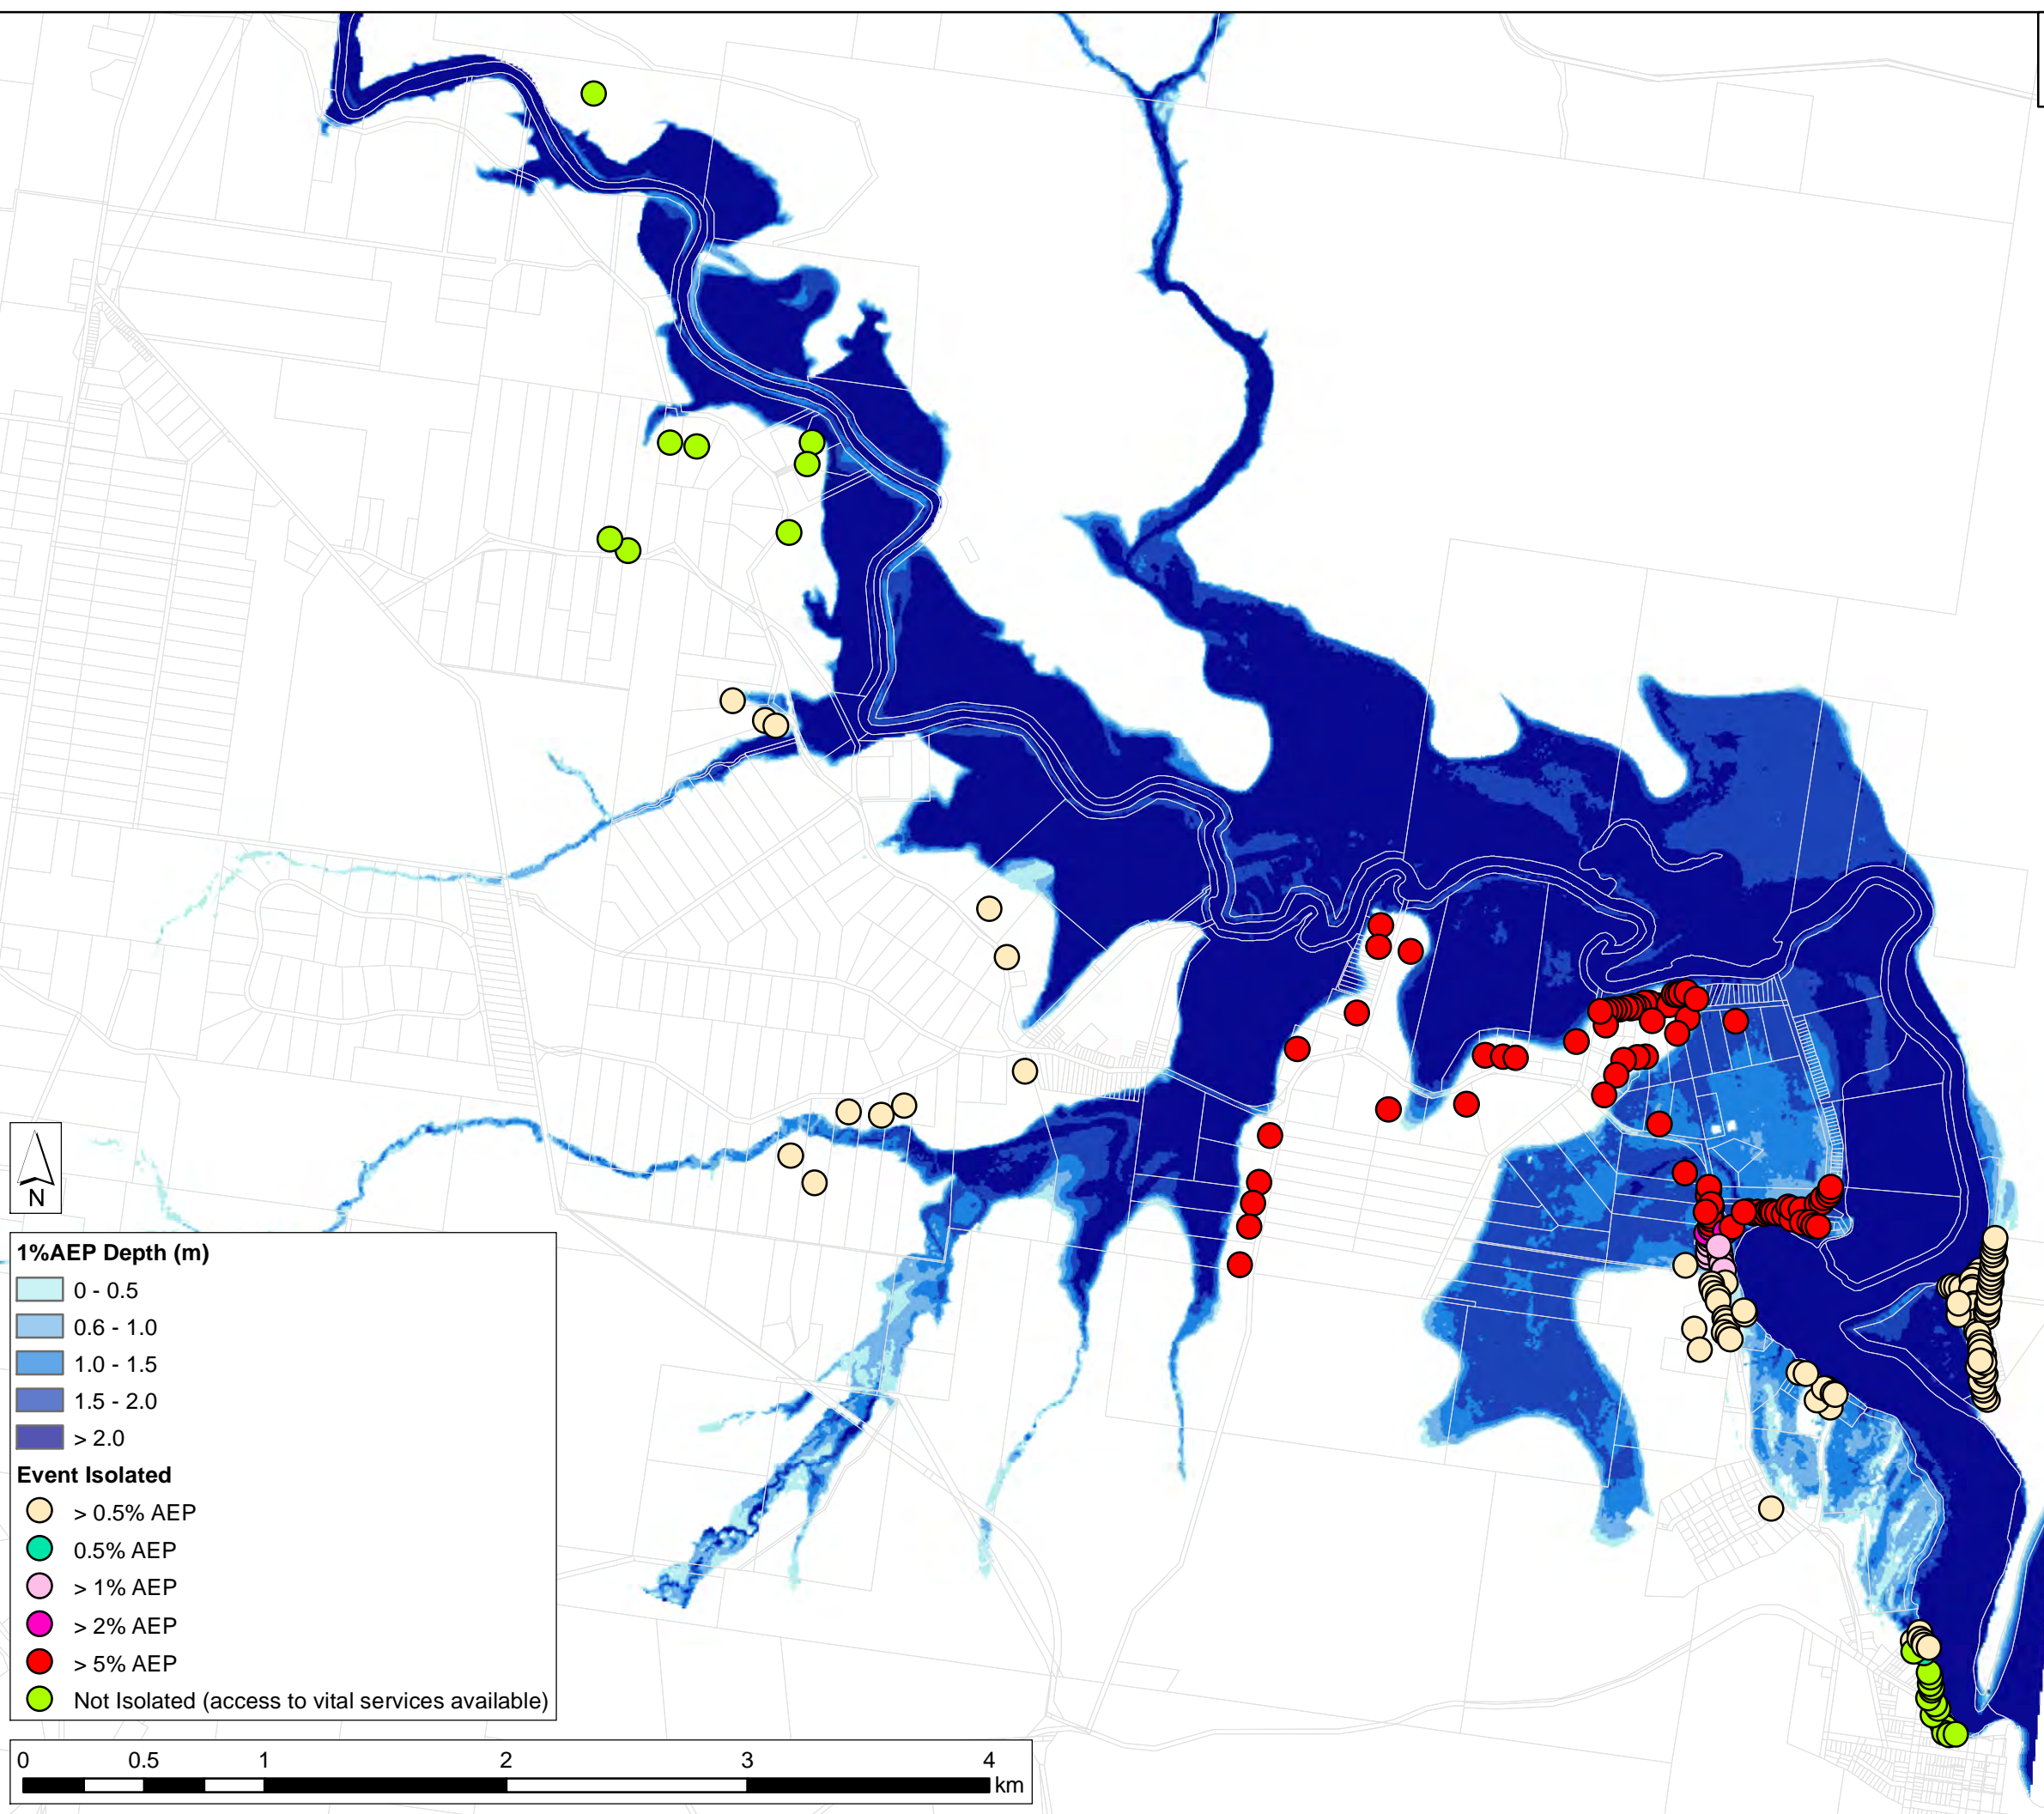 N
1%AEP Depth (m)
0 - 0.5
0.6 - 1.0
1.0 - 1.5
1.5 - 2.0
> 2.0
Event Isolated
> 0.5% AEP
0.5% AEP
> 1% AEP
> 2% AEP
> 5% AEP
Not Isolated (access to vital services available)
0 0.5 1 2 3 4
km